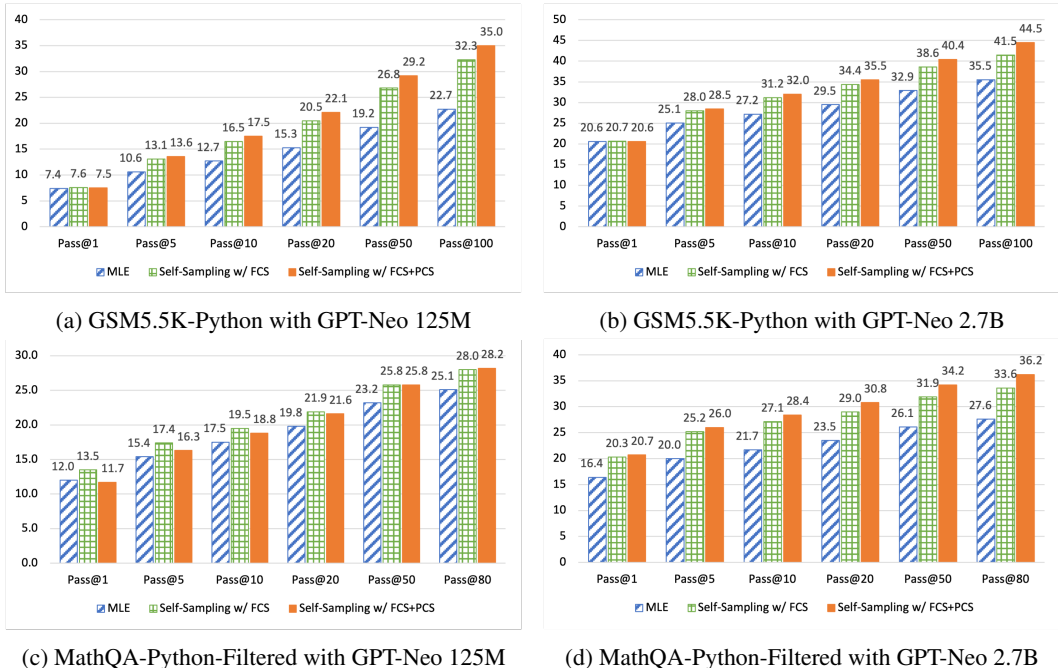 40
35
30
25
20
15
10
5
0
7.4 7.6 7.5
10.6 13.1 13.6
12.7 16.5 17.5
15.3 20.5 22.1
19.2 26.8 29.2
22.7 32.3 35.0
Pass@1 Pass@5 Pass@10 Pass@20 Pass@50 Pass@100
MLE Self-Sampling w/ FCS Self-Sampling w/ FCS+PCS
(a) GSM5.5K-Python with GPT-Neo 125M
50
45
40
35
30
25
20
15
10
5
0
20.6 20.7 20.6
25.1 28.0 28.5
27.2 31.2 32.0
29.5 34.4 35.5
32.9 38.6 40.4
35.5 41.5 44.5
Pass@1 Pass@5 Pass@10 Pass@20 Pass@50 Pass@100
MLE Self-Sampling w/ FCS Self-Sampling w/ FCS+PCS
(b) GSM5.5K-Python with GPT-Neo 2.7B
30.0
25.0
20.0
15.0
10.0
5.0
0.0
12.0 13.5 11.7
15.4 17.4 16.3
17.5 19.5 18.8
19.8 21.9 21.6
23.2 25.8 25.8
25.1 28.0 28.2
Pass@1 Pass@5 Pass@10 Pass@20 Pass@50 Pass@80
MLE Self-Sampling w/ FCS Self-Sampling w/ FCS+PCS
(c) MathQA-Python-Filtered with GPT-Neo 125M
40
35
30
25
20
15
10
5
0
16.4 20.3 20.7
20.0 25.2 26.0
21.7 27.1 28.4
23.5 29.0 30.8
26.1 31.9 34.2
27.6 33.6 36.2
Pass@1 Pass@5 Pass@10 Pass@20 Pass@50 Pass@80
MLE Self-Sampling w/ FCS Self-Sampling w/ FCS+PCS
(d) MathQA-Python-Filtered with GPT-Neo 2.7B